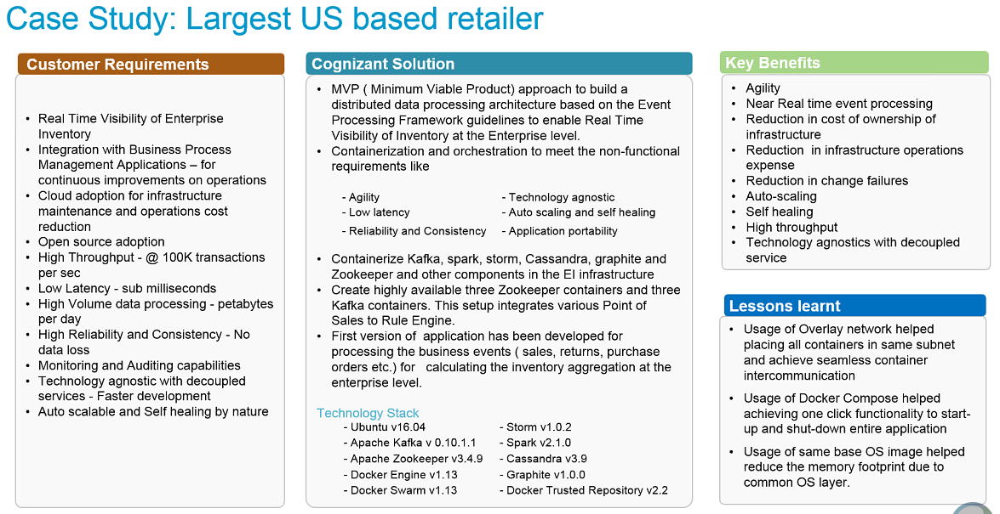 Case Study: Largest US based retailer
Customer Requirements
• Real Time Visibility of Enterprise
Inventory
• Integration with Business Process
Management Applications – for
continuous improvements on operations
• Cloud adoption for infrastructure
maintenance and operations cost
reduction
• Open source adoption
• High Throughput - @ 100K transactions
per sec
• Low Latency - sub milliseconds
• High Volume data processing - petabytes
per day
• High Reliability and Consistency - No
data loss
• Monitoring and Auditing capabilities
• Technology agnostic with decoupled
services - Faster development
• Auto scalable and Self healing by nature
Cognizant Solution
• MVP ( Minimum Viable Product) approach to build a
distributed data processing architecture based on the Event
Processing Framework guidelines to enable Real Time
Visibility of Inventory at the Enterprise level.
• Containerization and orchestration to meet the non-functional
requirements like
- Agility - Technology agnostic
- Low latency - Auto scaling and self healing
- Reliability and Consistency - Application portability
• Containerize Kafka, spark, storm, Cassandra, graphite and
Zookeeper and other components in the EI infrastructure
• Create highly available three Zookeeper containers and three
Kafka containers. This setup integrates various Point of
Sales to Rule Engine.
• First version of application has been developed for
processing the business events ( sales, returns, purchase
orders etc.) for calculating the inventory aggregation at the
enterprise level.
Technology Stack
- Ubuntu v16.04 - Storm v1.0.2
- Apache Kafka v 0.10.1.1 - Spark v2.1.0
- Apache Zookeeper v3.4.9 - Cassandra v3.9
- Docker Engine v1.13 - Graphite v1.0.0
- Docker Swarm v1.13 - Docker Trusted Repository v2.2
Key Benefits
• Agility
• Near Real time event processing
• Reduction in cost of ownership of
infrastructure
• Reduction in infrastructure operations
expense
• Reduction in change failures
• Auto-scaling
• Self healing
• High throughput
• Technology agnostics with decoupled
service
Lessons learnt
• Usage of Overlay network helped
placing all containers in same subnet
and achieve seamless container
intercommunication
• Usage of Docker Compose helped
achieving one click functionality to start-
up and shut-down entire application
• Usage of same base OS image helped
reduce the memory footprint due to
common OS layer.